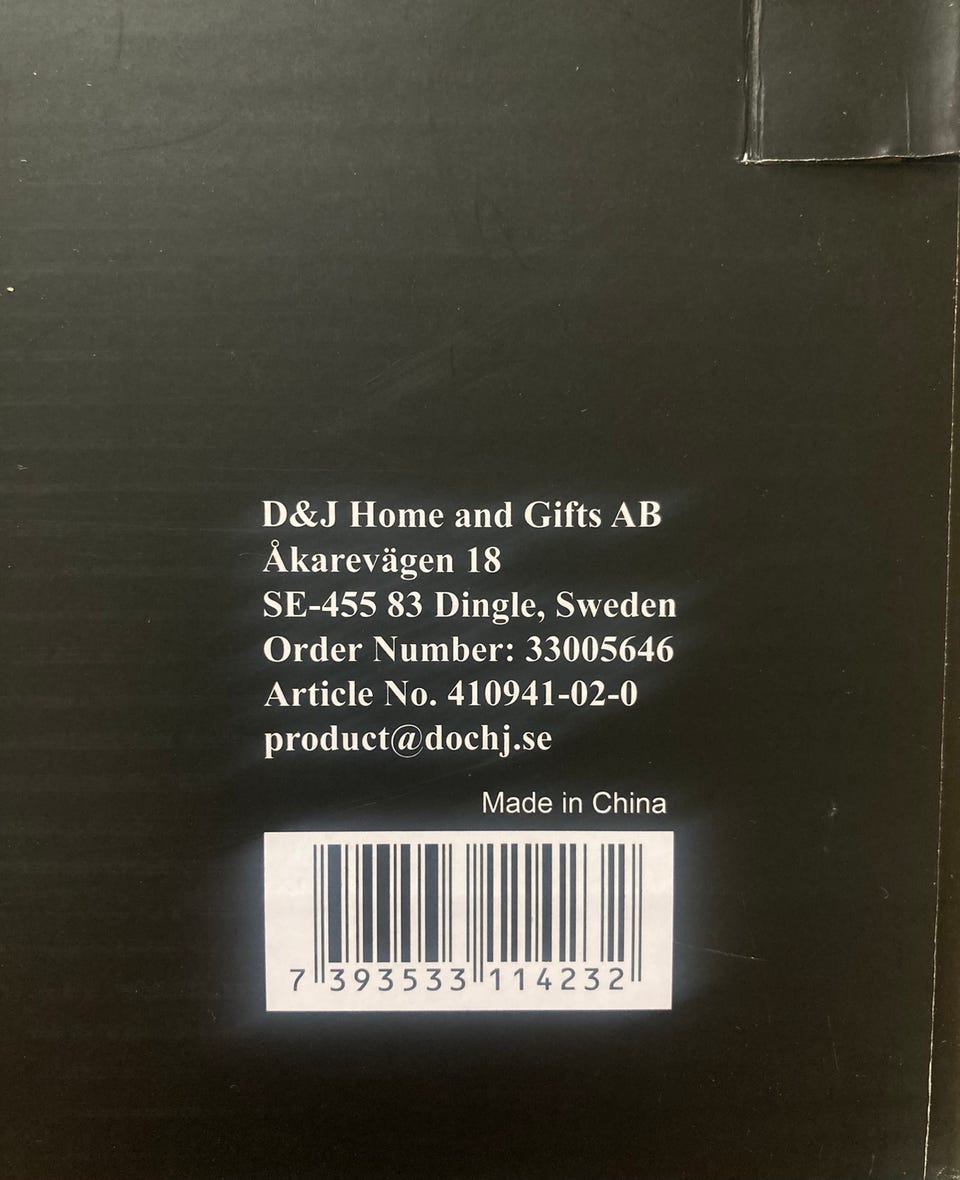 D&J Home and Gifts AB
Åkarevägen 18
SE-455 83 Dingle, Sweden
Order Number: 33005646
Article No. 410941-02-0
product@dochj.se
Made in China
7 393533 114232